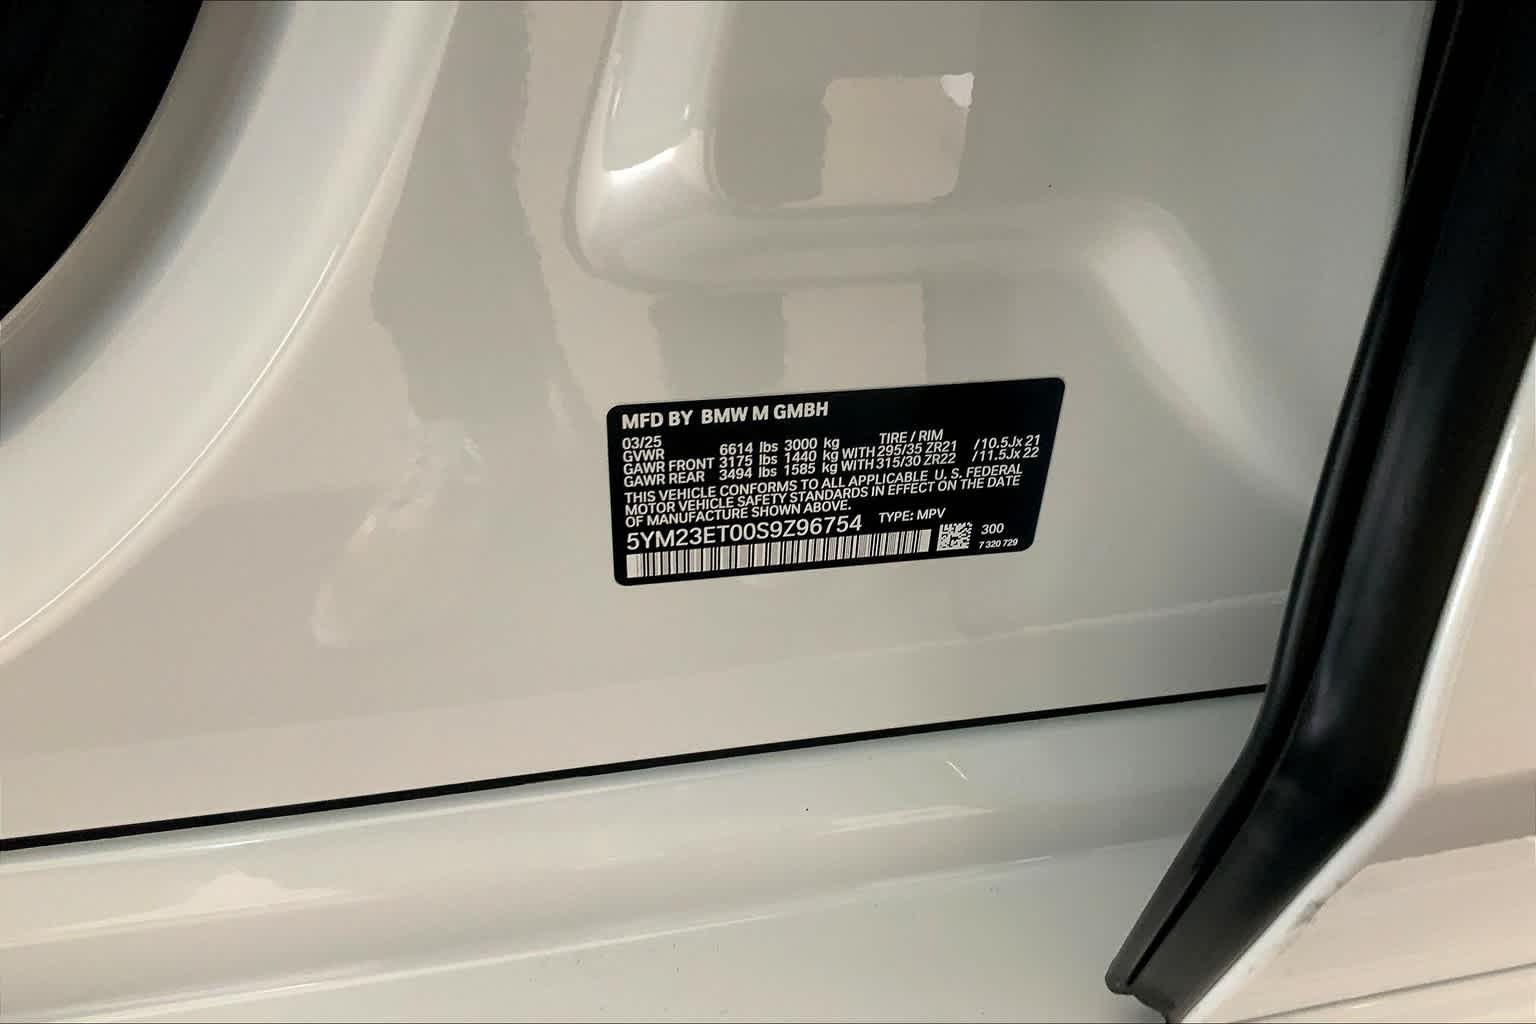 MFD BY BMW M GMBH
03/25 TIRE / RIM
GVWR 6614 lbs 3000 kg
GAWR FRONT 3175 lbs 1440 kg WITH 295/35 ZR21 /10.5Jx 21
GAWR REAR 3494 lbs 1585 kg WITH 315/30 ZR22 /11.5Jx 22
THIS VEHICLE CONFORMS TO ALL APPLICABLE U. S. FEDERAL
MOTOR VEHICLE SAFETY STANDARDS IN EFFECT ON THE DATE
OF MANUFACTURE SHOWN ABOVE.
TYPE: MPV
5YM23ET00S9Z96754
300
7 320 729